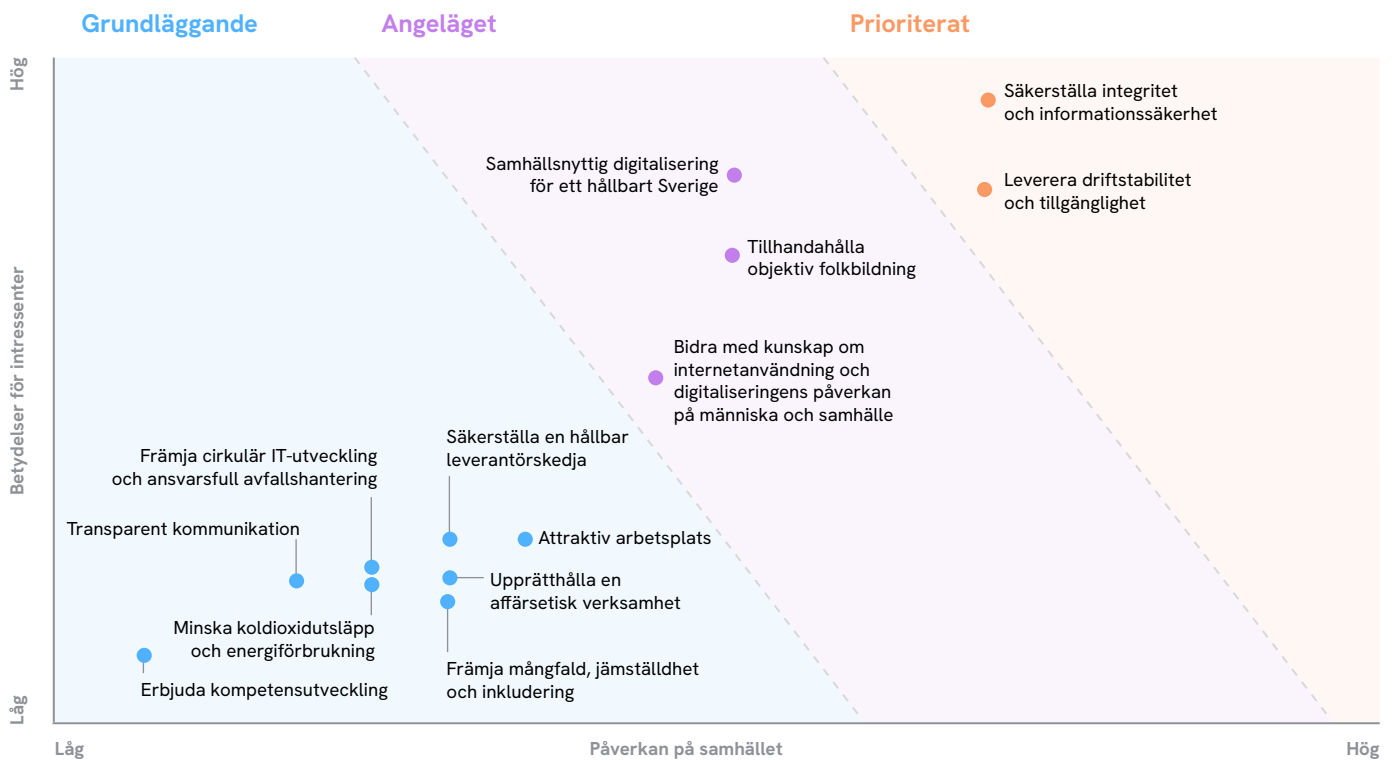 Grundläggande
Angeläget
Prioriterat
Hög
Betydelser för intressenter
Låg
Säkerställa integritet
och informationssäkerhet
Samhällsnyttig digitalisering
för ett hållbart Sverige
Leverera driftstabilitet
och tillgänglighet
Tillhandahålla
objektiv folkbildning
Bidra med kunskap om
internetanvändning och
digitaliseringens påverkan
på människa och samhälle
Säkerställa en hållbar
leverantörskedja
Främja cirkulär IT-utveckling
och ansvarsfull avfallshantering
Transparent kommunikation
Attraktiv arbetsplats
Upprätthålla en
affärsetisk verksamhet
Minska koldioxidutsläpp
och energiförbrukning
Främja mångfald, jämställdhet
och inkludering
Erbjuda kompetensutveckling
Låg
Påverkan på samhället
Hög